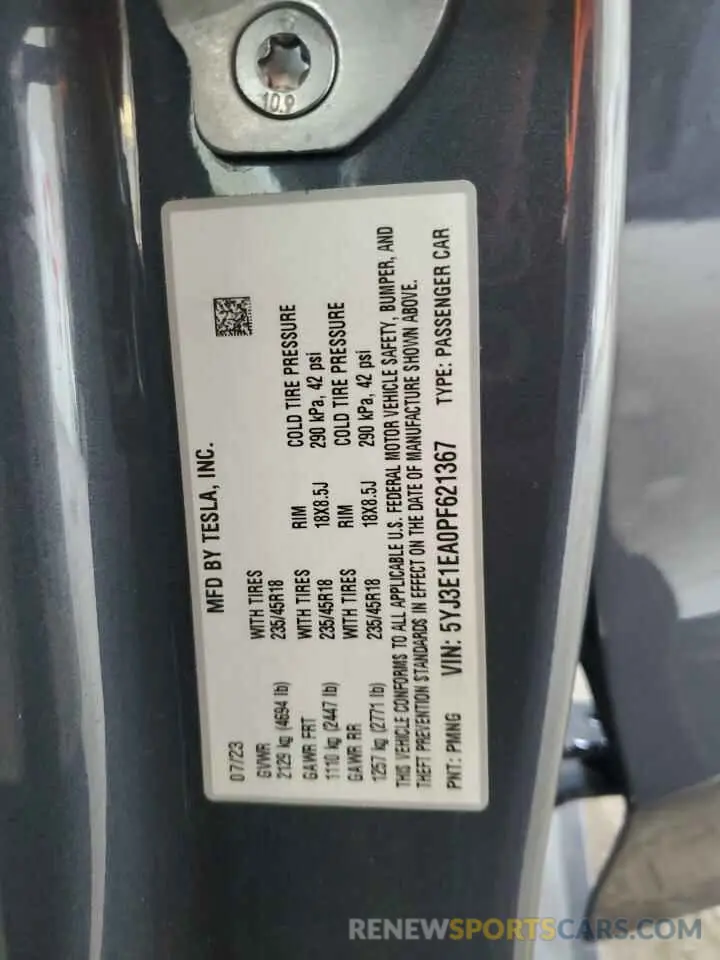 10.9
MFD BY TESLA, INC.
07/23
GVWR WITH TIRES
2129 kg (4694 lb) 235/45R18 COLD TIRE PRESSURE
GAWR FRT WITH TIRES RIM 290 kPa, 42 psi
1110 kg (2447 lb) 235/45R18 18X8.5J COLD TIRE PRESSURE
GAWR RR WITH TIRES RIM 290 kPa, 42 psi
1257 kg (2771 lb) 235/45R18 18X8.5J
THIS VEHICLE CONFORMS TO ALL APPLICABLE U.S. FEDERAL MOTOR VEHICLE SAFETY, BUMPER, AND
THEFT PREVENTION STANDARDS IN EFFECT ON THE DATE OF MANUFACTURE SHOWN ABOVE.
PNT: PMNG VIN: 5YJ3E1EA0PF621367 TYPE: PASSENGER CAR
RENEWSPORTSCARS.COM